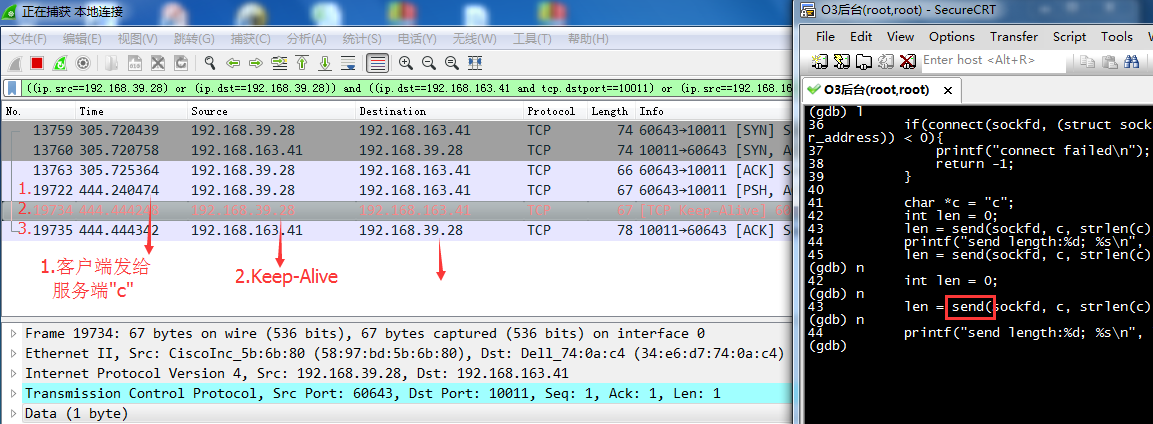 正在捕获 本地连接
文件(F) 编辑(E) 视图(V) 跳转(G) 捕获(C) 分析(A) 统计(S) 电话(Y) 无线(W) 工具(T) 帮助(H)
((ip.src==192.168.39.28) or (ip.dst==192.168.39.28)) and ((ip.dst==192.168.163.41 and tcp.dstport==10011) or (ip.src==192.168
No. Time Source Destination Protocol Length Info
13759 305.720439 192.168.39.28 192.168.163.41 TCP 74 60643→10011 [SYN] S
13760 305.720758 192.168.163.41 192.168.39.28 TCP 74 10011→60643 [SYN, A
13763 305.725364 192.168.39.28 192.168.163.41 TCP 66 60643→10011 [ACK] S
1. 19722 444.240474 192.168.39.28 192.168.163.41 TCP 67 60643→10011 [PSH, A
2. 19734 192.168.39.28 192.168.163.41 TCP 67 [TCP Keep-Alive] 60
3. 19735 444.444342 192.168.163.41 192.168.39.28 TCP 78 10011→60643 [ACK] S
1.客户端发给
服务端"c"
2.Keep-Alive
Frame 19734: 67 bytes on wire (536 bits), 67 bytes captured (536 bits) on interface 0
Ethernet II, Src: CiscoInc_5b:6b:80 (58:97:bd:5b:6b:80), Dst: Dell_74:0a:c4 (34:e6:d7:74:0a:c4)
Internet Protocol Version 4, Src: 192.168.39.28, Dst: 192.168.163.41
Transmission Control Protocol, Src Port: 60643, Dst Port: 10011, Seq: 1, Ack: 1, Len: 1
Data (1 byte)
O3后台(root,root) - SecureCRT
File Edit View Options Transfer Script Tools
Enter host <Alt+R>
O3后台(root,root)
(gdb) l
36 if(connect(sockfd, (struct sock
r_address)) < 0){
37 printf("connect failed\n");
38 return -1;
39 }
40
41 char *c = "c";
42 int len = 0;
43 len = send(sockfd, c, strlen(c)
44 printf("send length:%d; %s\n",
45 len = send(sockfd, c, strlen(c)
(gdb) n
42 int len = 0;
(gdb) n
43 len = send(sockfd, c, strlen(c)
(gdb) n
44 printf("send length:%d; %s\n",
(gdb)